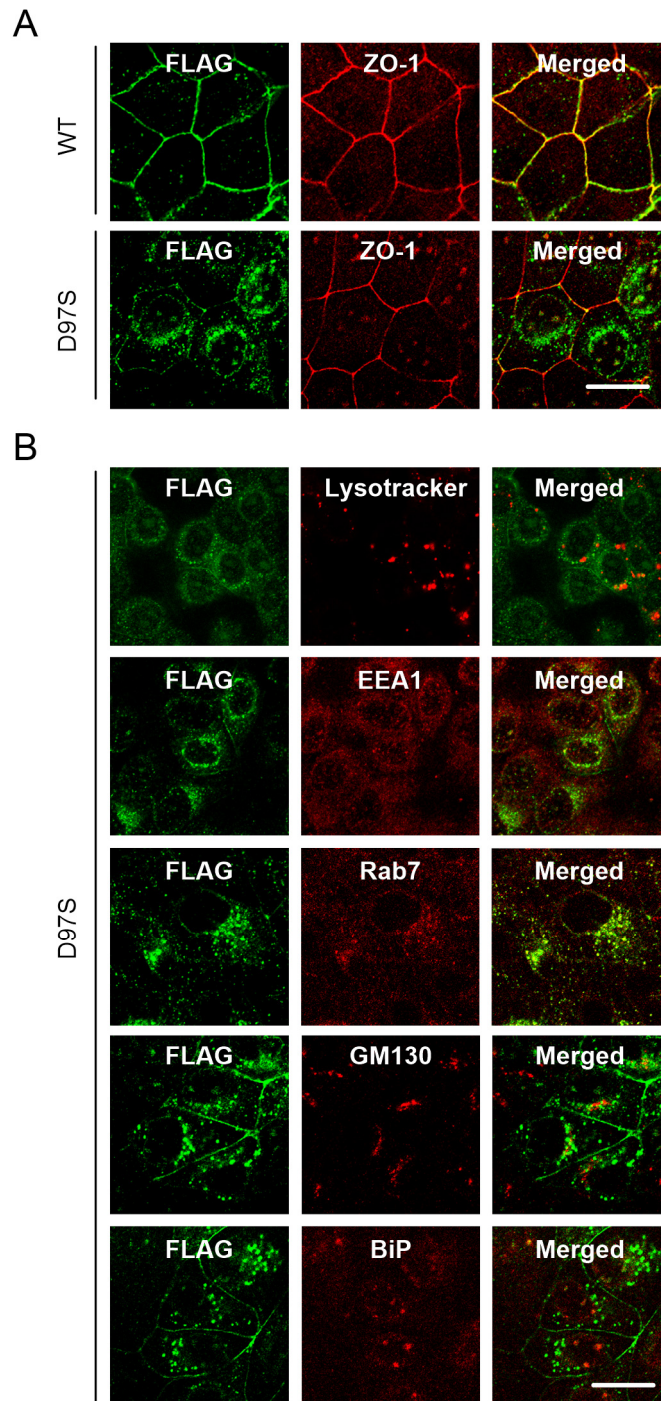 A
WT
FLAG ZO-1 Merged
D97S
FLAG ZO-1 Merged
B
D97S
FLAG Lysotracker Merged
FLAG EEA1 Merged
FLAG Rab7 Merged
FLAG GM130 Merged
FLAG BiP Merged